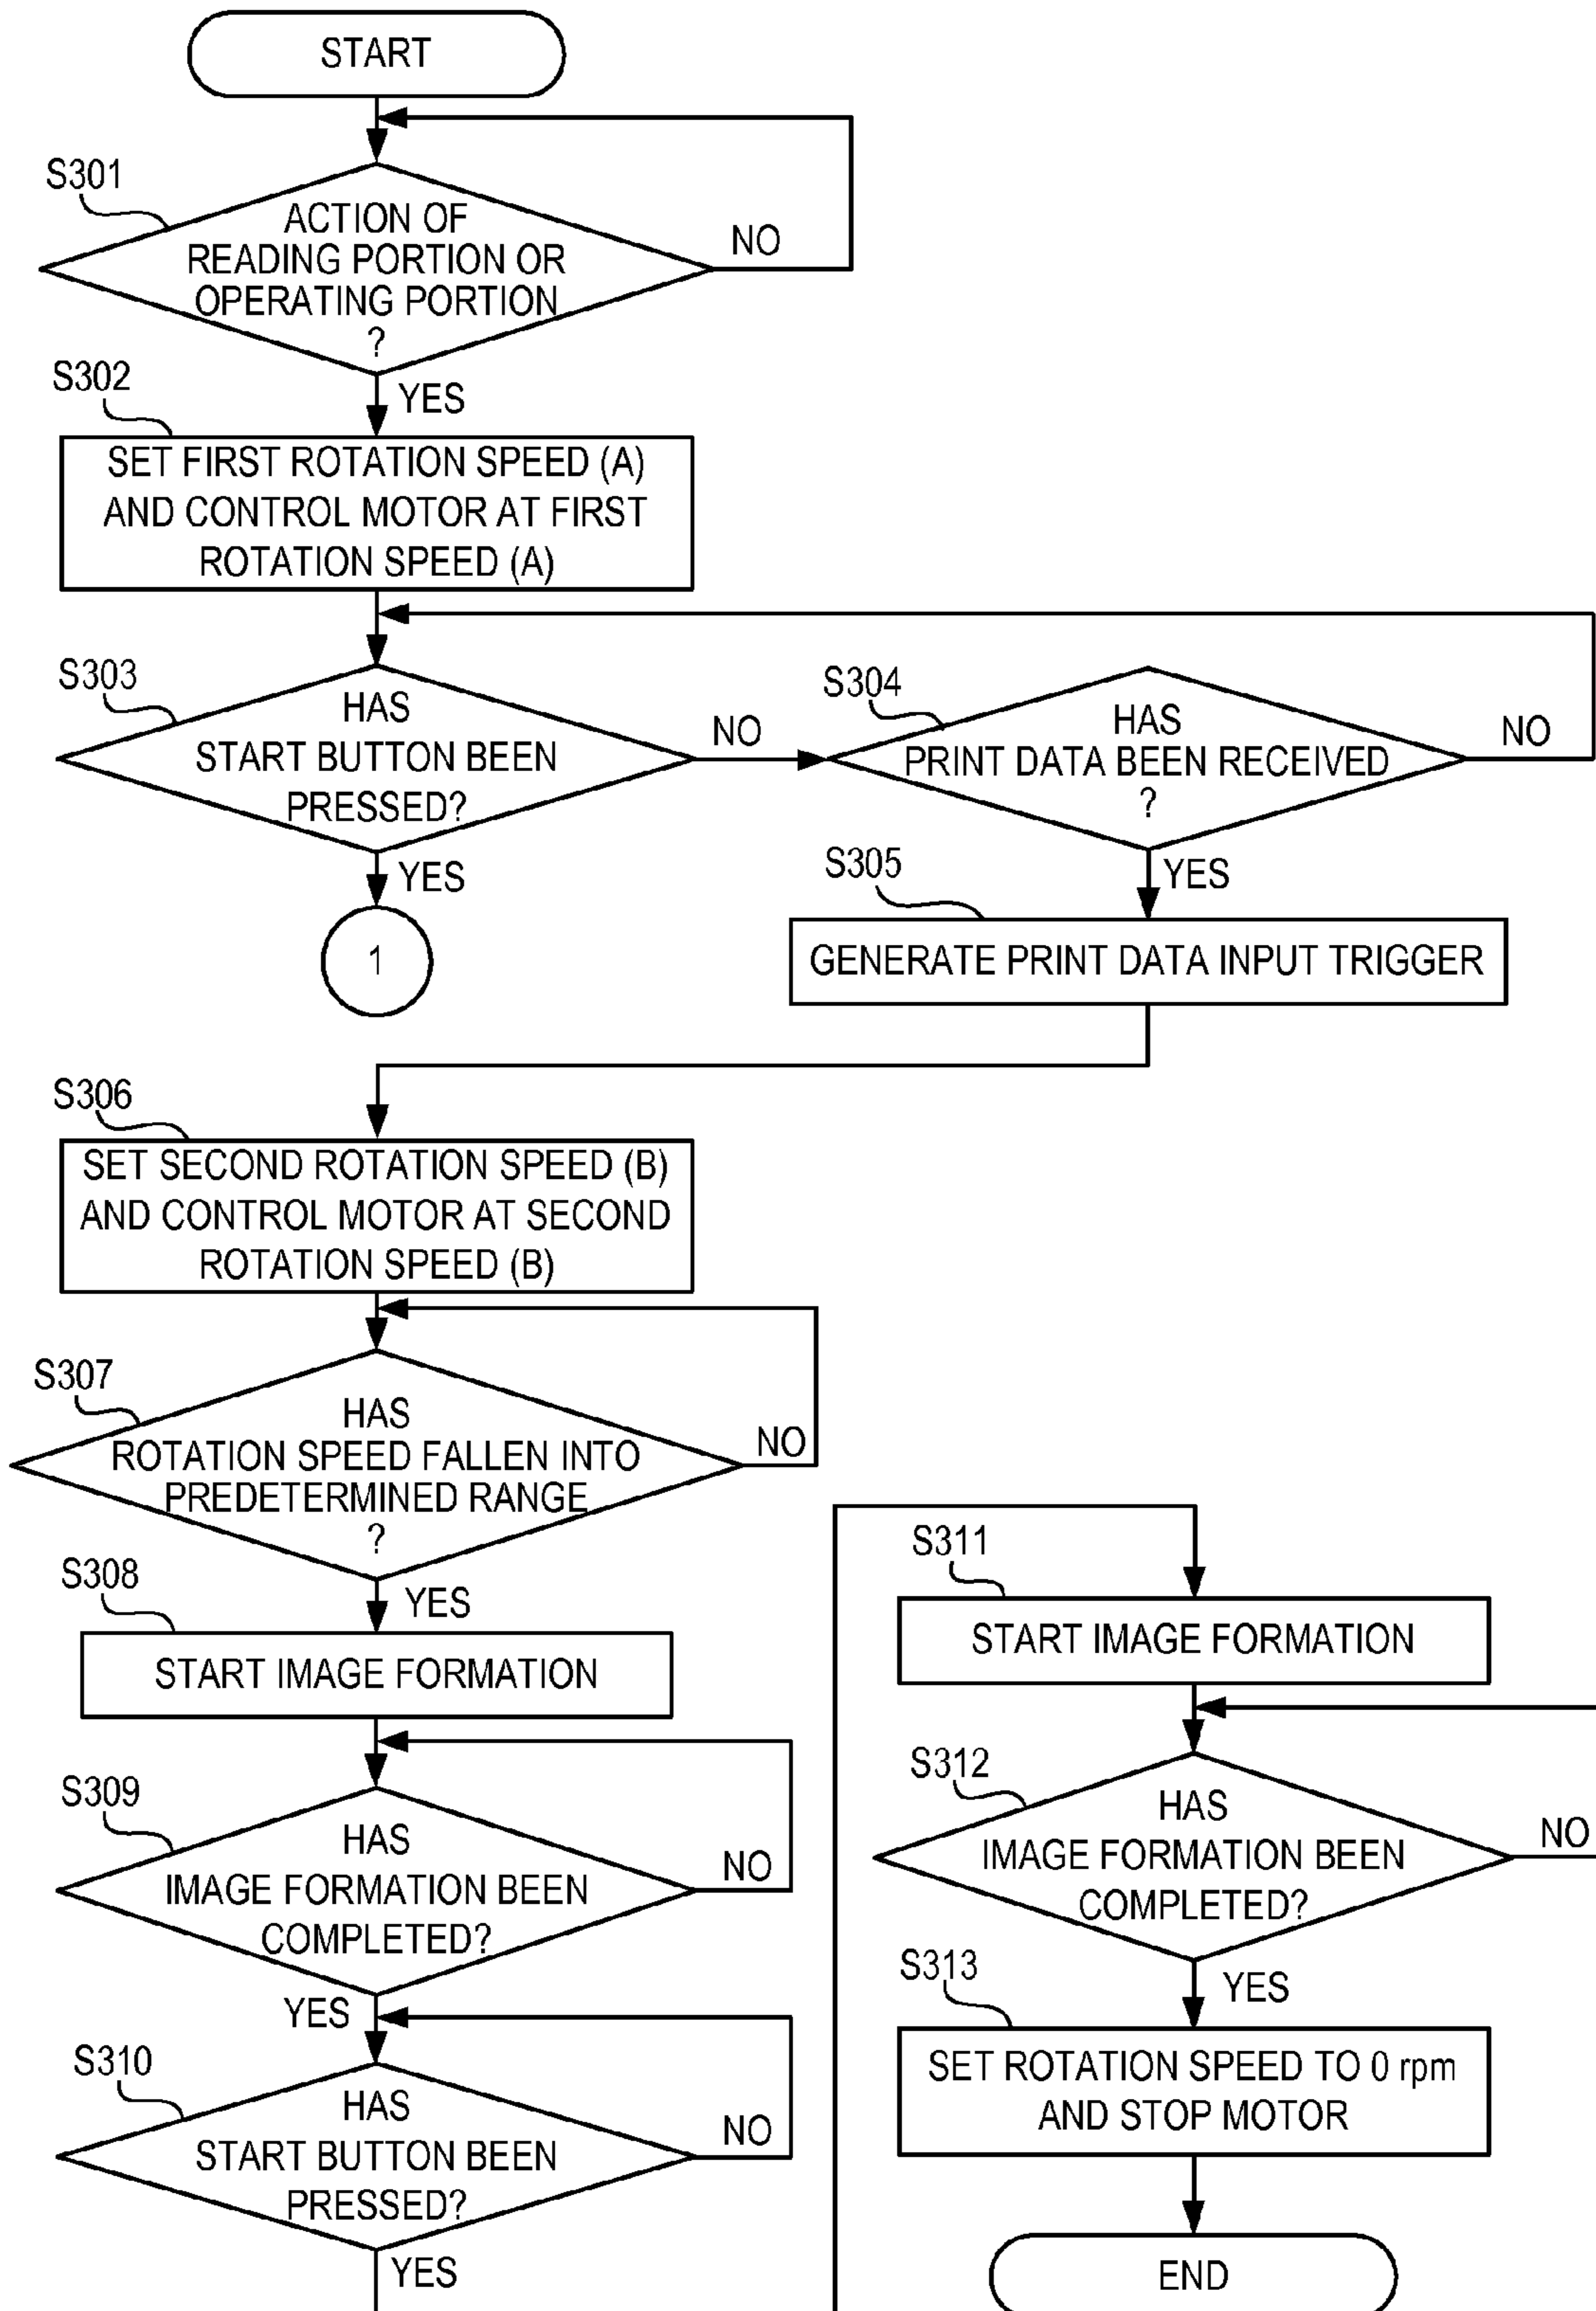 START
S301
ACTION OF
READING PORTION OR
OPERATING PORTION
?
NO
YES
S302
SET FIRST ROTATION SPEED (A)
AND CONTROL MOTOR AT FIRST
ROTATION SPEED (A)
S303
HAS
START BUTTON BEEN
PRESSED?
NO
YES
1
S304
HAS
PRINT DATA BEEN RECEIVED
?
NO
YES
S305
GENERATE PRINT DATA INPUT TRIGGER
S306
SET SECOND ROTATION SPEED (B)
AND CONTROL MOTOR AT SECOND
ROTATION SPEED (B)
S307
HAS
ROTATION SPEED FALLEN INTO
PREDETERMINED RANGE
?
NO
YES
S308
START IMAGE FORMATION
S309
HAS
IMAGE FORMATION BEEN
COMPLETED?
NO
YES
S310
HAS
START BUTTON BEEN
PRESSED?
NO
YES
S311
START IMAGE FORMATION
S312
HAS
IMAGE FORMATION BEEN
COMPLETED?
NO
YES
S313
SET ROTATION SPEED TO 0 rpm
AND STOP MOTOR
END